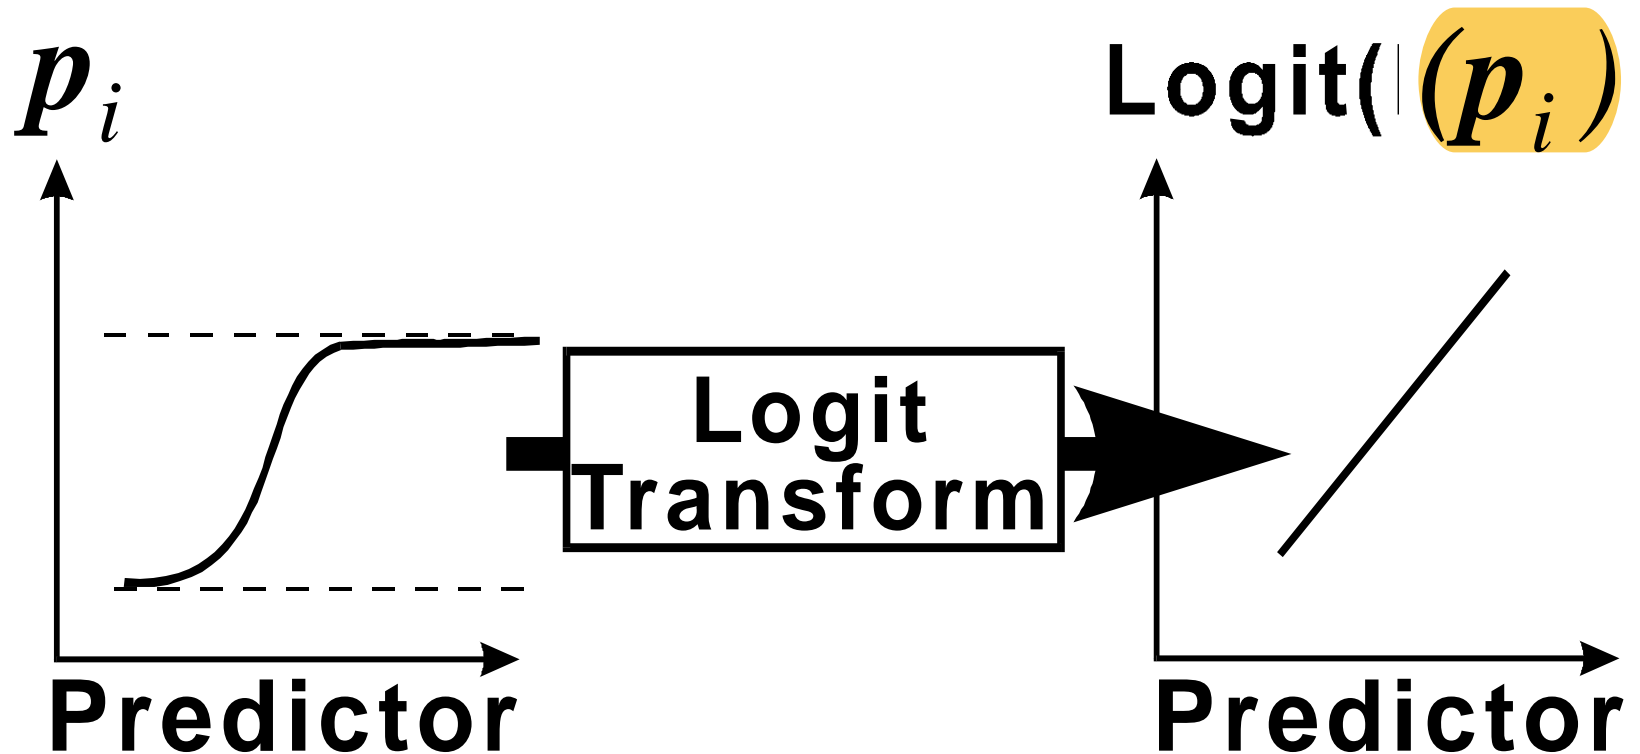 p i
Logit( (p i )
Logit
Transform
Predictor
Predictor